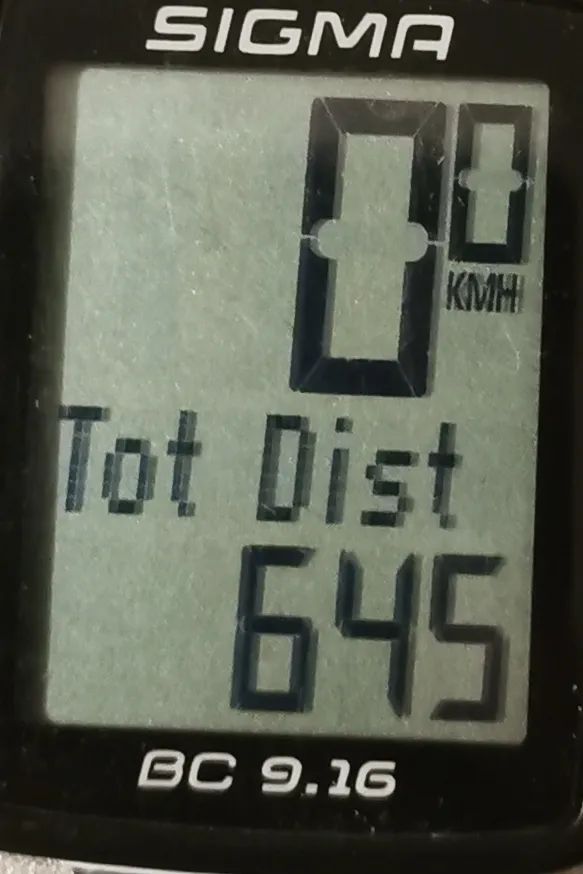 SIGMA
00
KMH
Tot Dist
645
BC 9.16